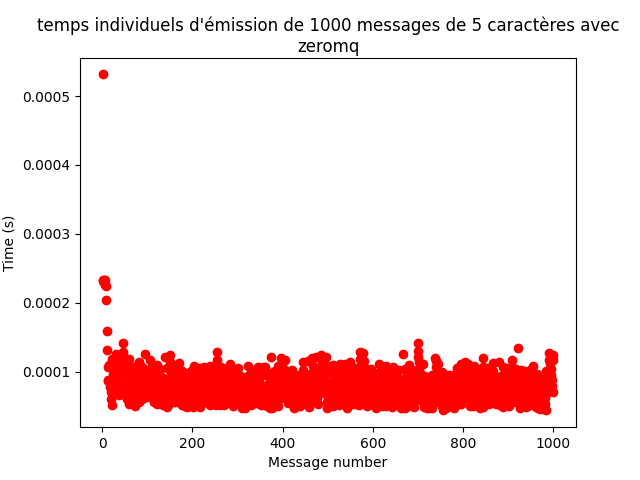 temps individuels d'émission de 1000 messages de 5 caractères avec
zeromq
0.0005
0.0004
0.0003
0.0002
0.0001
Time (s)
0
200
400
600
800
1000
Message number